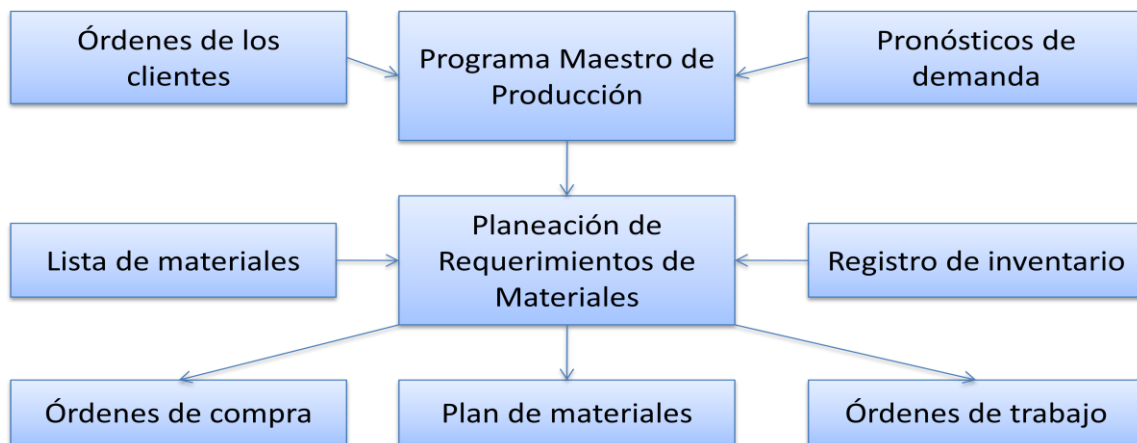 Órdenes de los
clientes
Programa Maestro de
Producción
Pronósticos de
demanda
Lista de materiales
Planeación de
Requerimientos de
Materiales
Registro de inventario
Órdenes de compra
Plan de materiales
Órdenes de trabajo